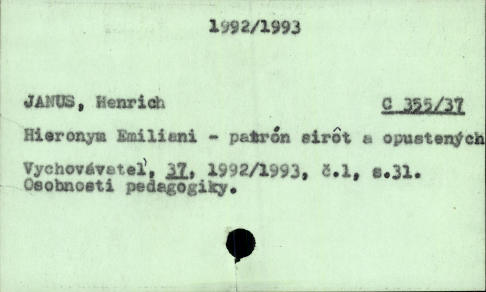 1992/1993
JANUS, Henrich C 355/37
Hieronym Emiliani - patrón sirôt a opustených
Vychovávateľ, 37, 1992/1993, č.1, s.31.
Osobnosti pedagogiky.